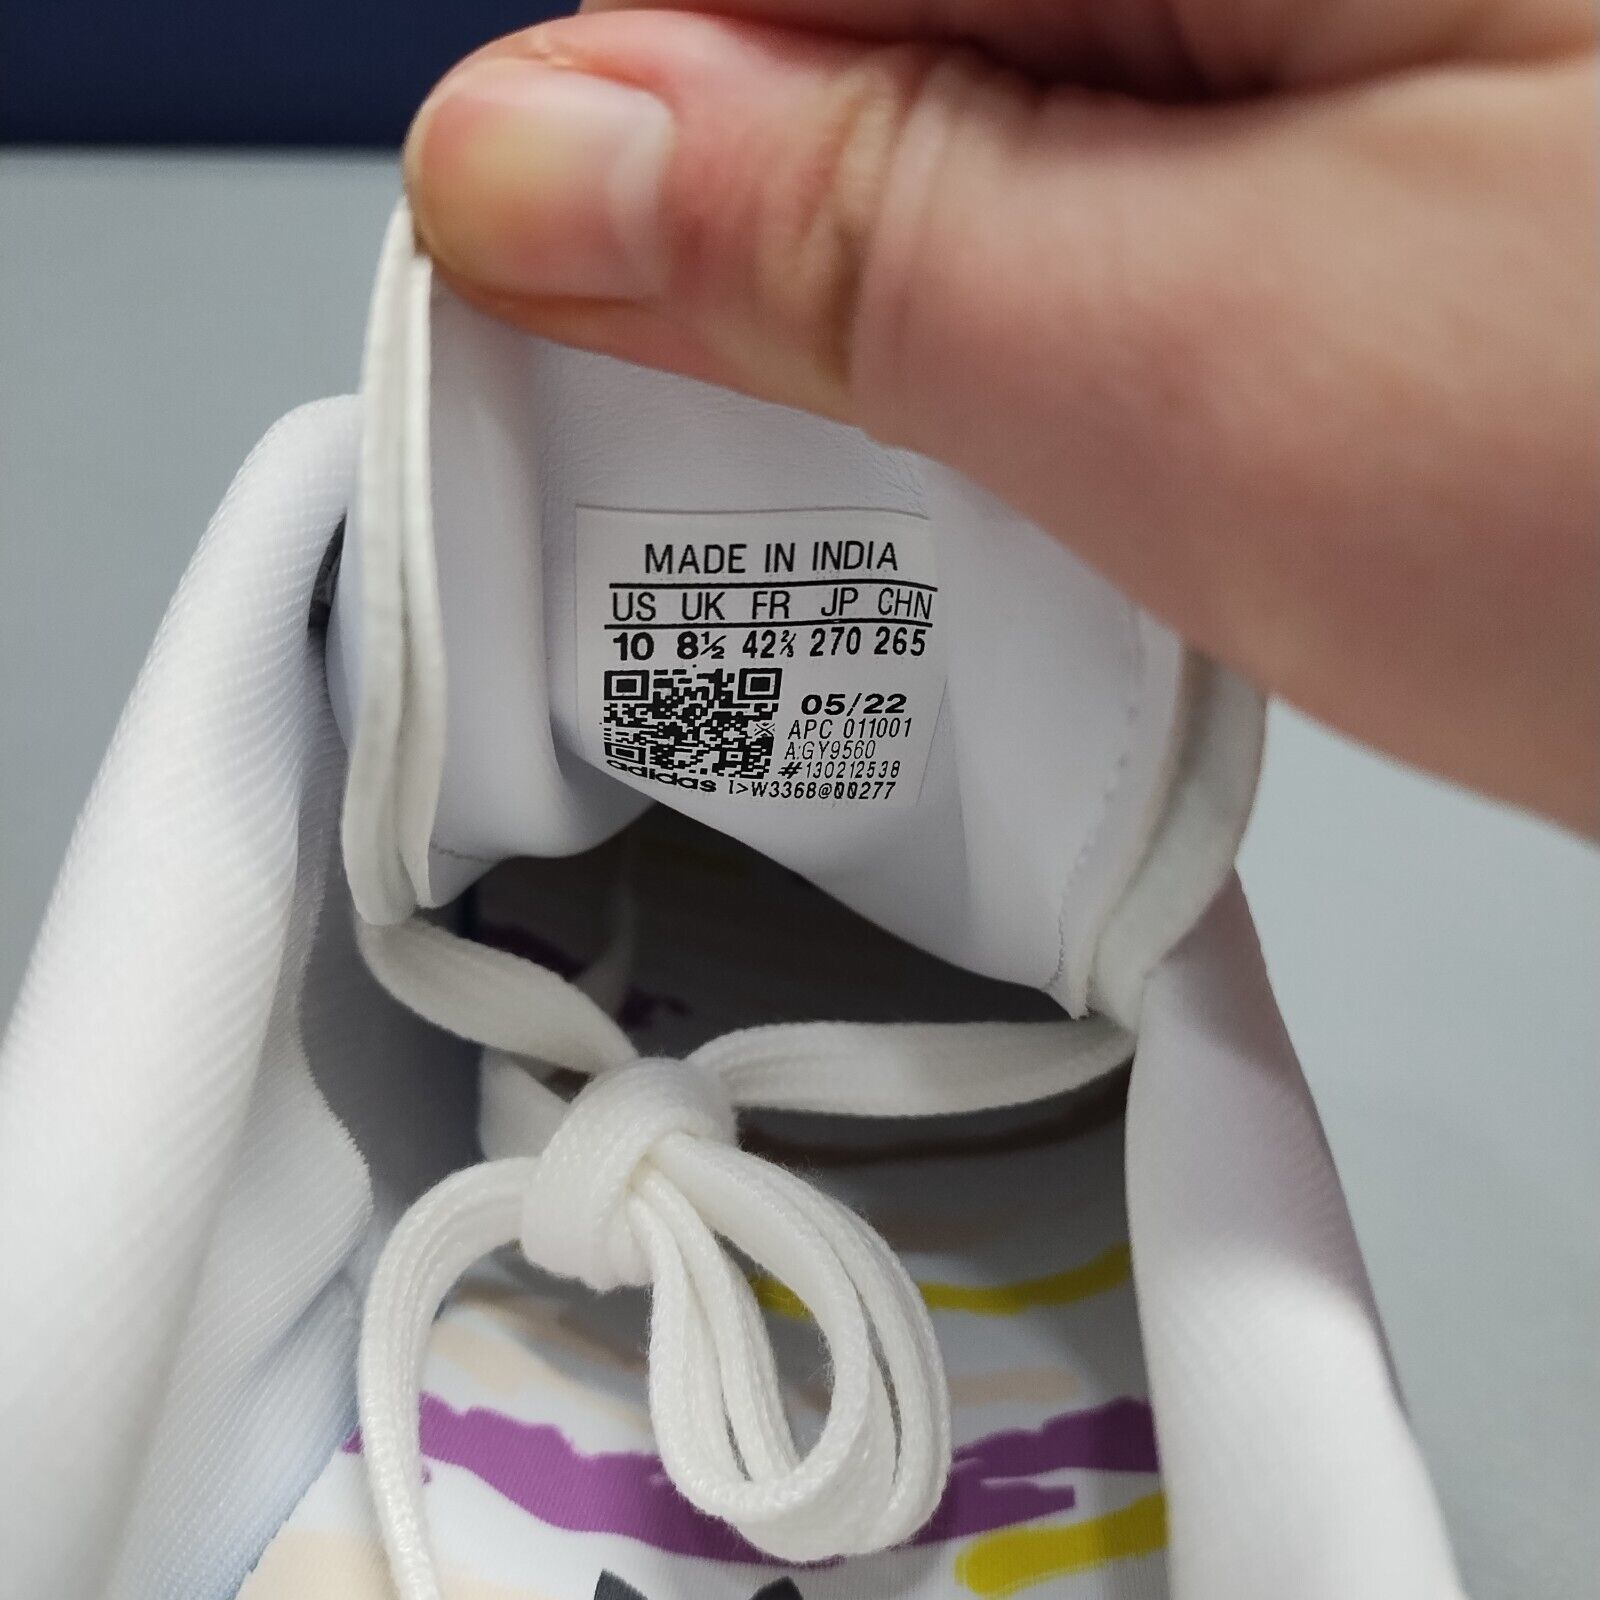 MADE IN INDIA
US UK FR JP CHN
10 8½ 42⅔ 270 265
05/22
APC 011001
A:GY9560
#130212538
adidas 1>W3368@00277